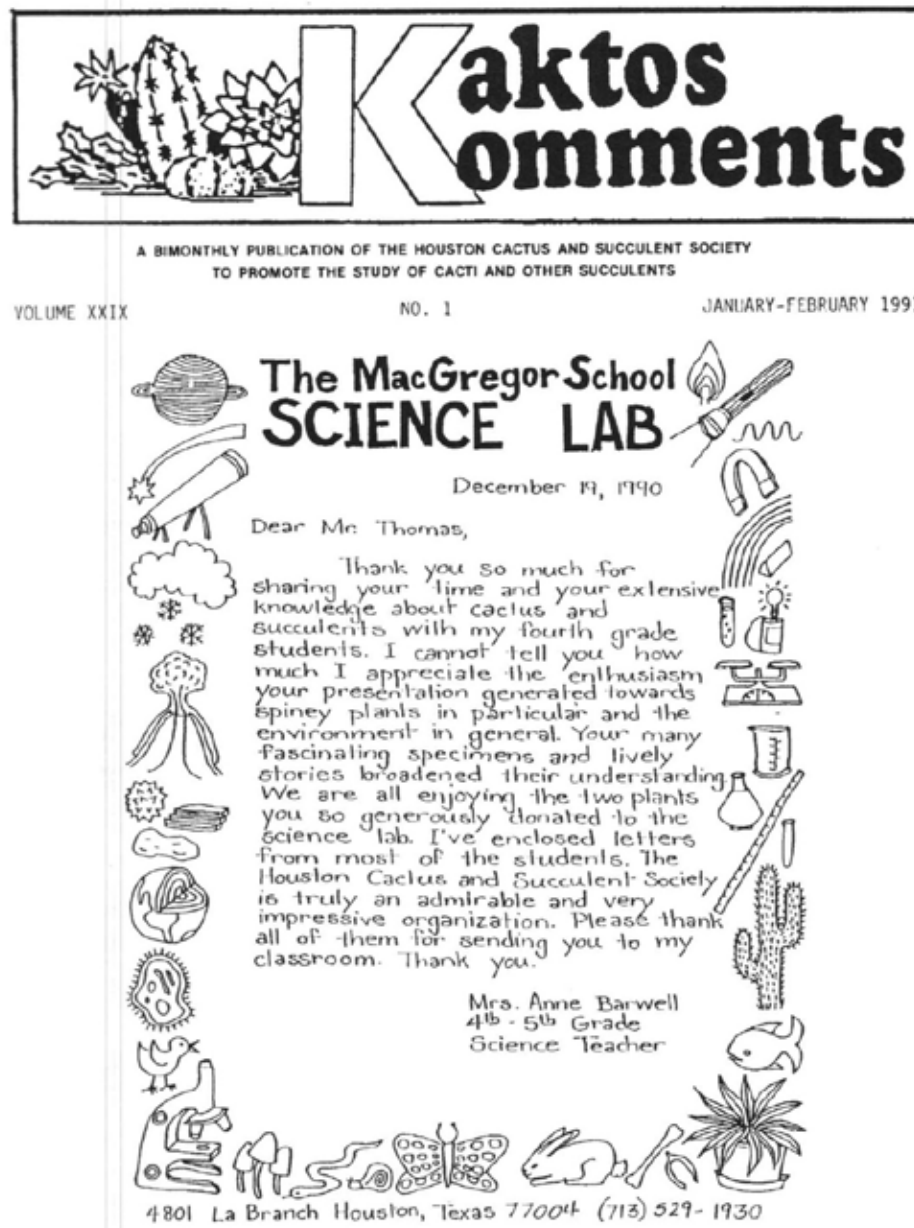 Kaktos
Komments
A BIMONTHLY PUBLICATION OF THE HOUSTON CACTUS AND SUCCULENT SOCIETY
TO PROMOTE THE STUDY OF CACTI AND OTHER SUCCULENTS
VOLUME XXIX NO. 1 JANUARY-FEBRUARY 1991
The MacGregor School
SCIENCE LAB
December 19, 1990
Dear Mr. Thomas,
Thank you so much for
sharing your time and your extensive
knowledge about cactus and
succulents with my fourth grade
students. I cannot tell you how
much I appreciate the enthusiasm
your presentation generated towards
spiney plants in particular and the
environment in general. Your many
fascinating specimens and lively
stories broadened their understanding.
We are all enjoying the two plants
you so generously donated to the
science lab. I've enclosed letters
from most of the students. The
Houston Cactus and Succulent Society
is truly an admirable and very
impressive organization. Please thank
all of them for sending you to my
classroom. Thank you.
Mrs. Anne Barwell
4th - 5th Grade
Science Teacher
4801 La Branch Houston, Texas 77004 (713) 529-1930